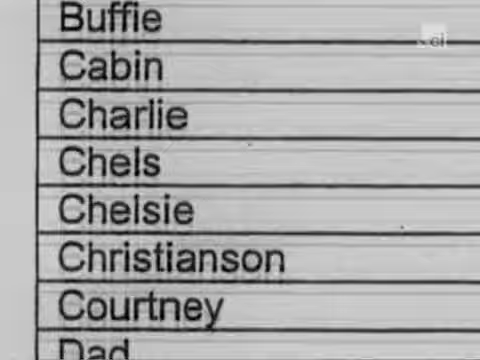 Buffie
Cabin
Charlie
Chels
Chelsie
Christianson
Courtney
Dad